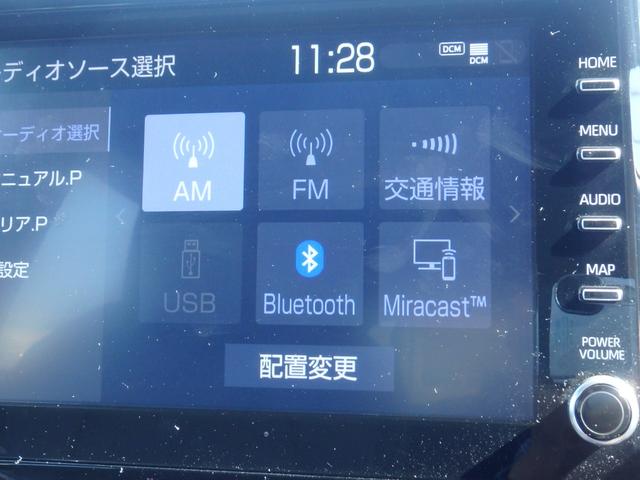 ーディオソース選択
11:28
DCM
DCM
ーディオ選択
ニュアル.P
リア.P
設定
AM
FM
交通情報
USB
Bluetooth
Miracast™
配置変更
HOME
MENU
AUDIO
MAP
POWER
VOLUME